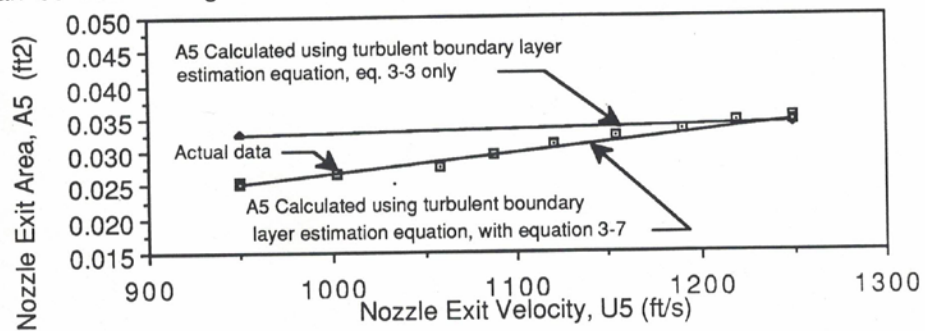 0.050
0.045
0.040
0.035
0.030
0.025
0.020
0.015
Nozzle Exit Area, A5 (ft2)
A5 Calculated using turbulent boundary layer
estimation equation, eq. 3-3 only
Actual data
A5 Calculated using turbulent boundary
layer estimation equation, with equation 3-7
900 1000 1100 1200 1300
Nozzle Exit Velocity, U5 (ft/s)